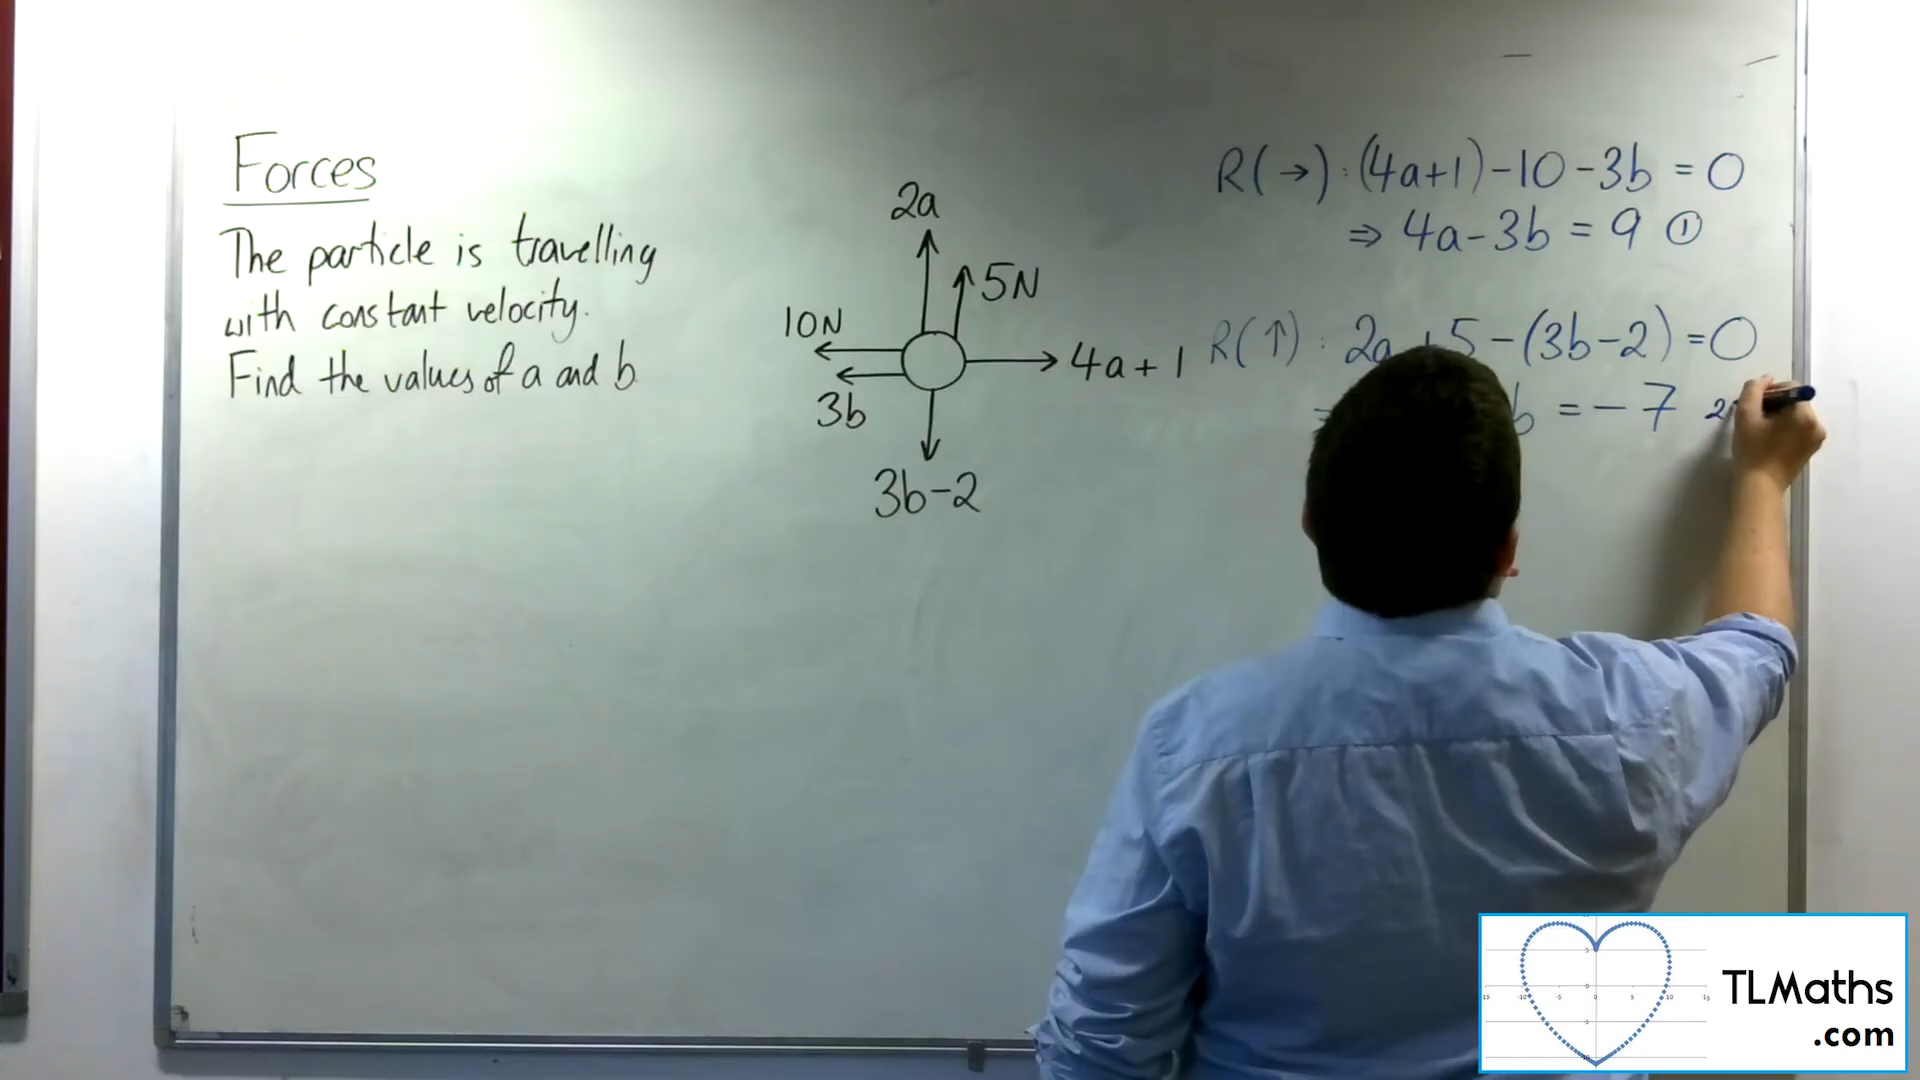 Forces
The particle is travelling
with constant velocity.
Find the values of a and b
2a
5N
10N
4a+1
3b
3b-2
R(→): (4a+1)-10-3b = 0
⇒ 4a-3b = 9 ①
R(↑): 2a+5-(3b-2)=0
b = -7 2
TLMaths
.com